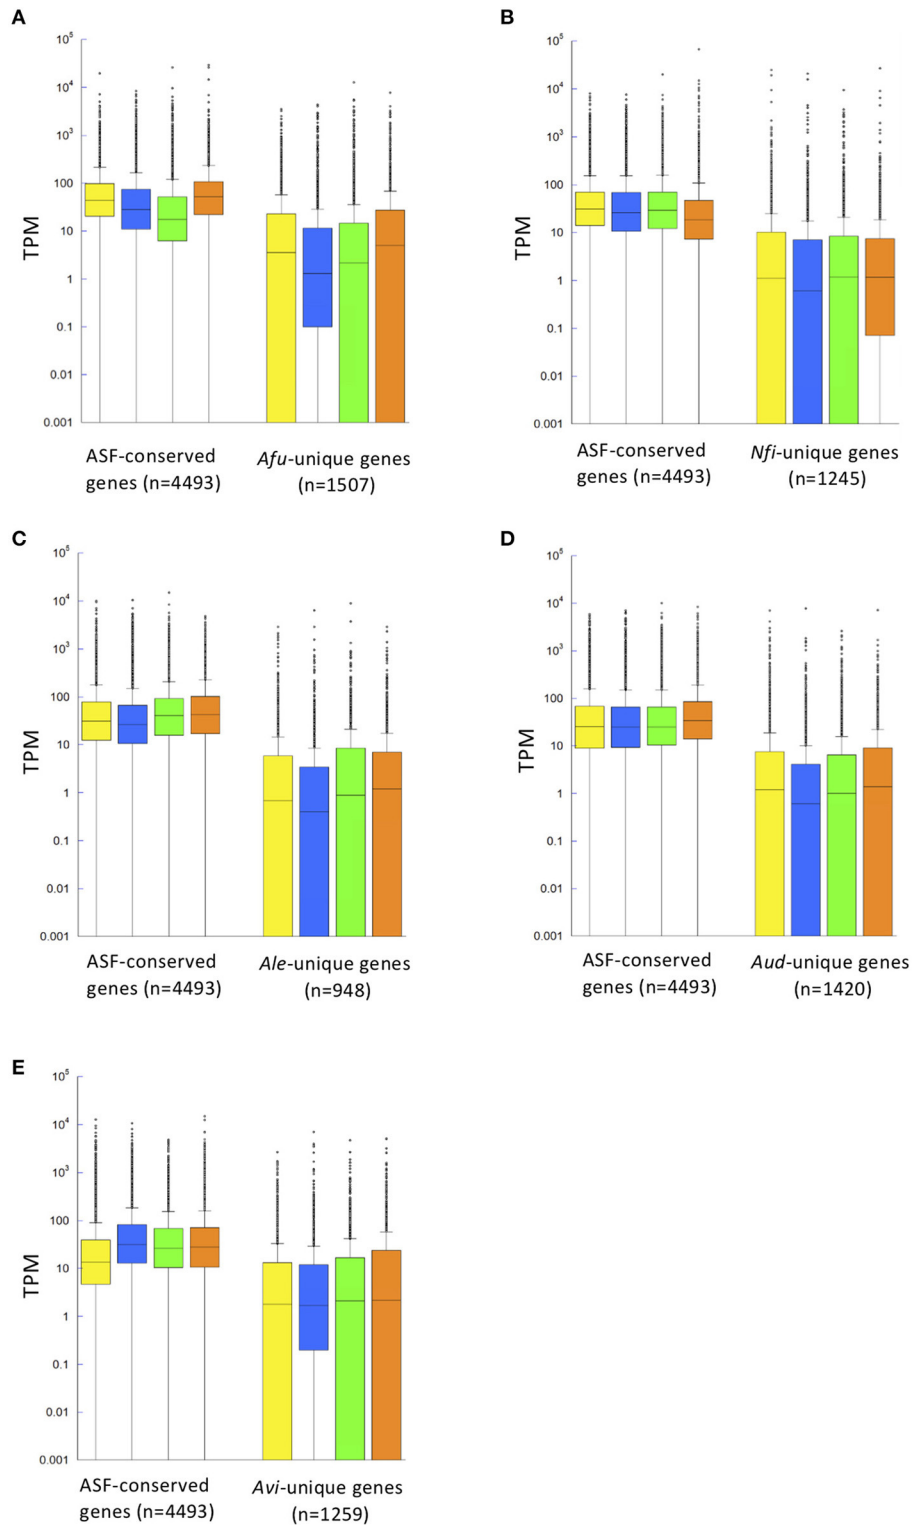 A
10⁵
10⁴
10³
100
10
1
0.1
0.01
0.001
TPM
ASF-conserved
genes (n=4493)
Afu-unique genes
(n=1507)
B
10⁵
10⁴
10³
100
10
1
0.1
0.01
0.001
TPM
ASF-conserved
genes (n=4493)
Nfi-unique genes
(n=1245)
C
10⁵
10⁴
10³
100
10
1
0.1
0.01
0.001
TPM
ASF-conserved
genes (n=4493)
Ale-unique genes
(n=948)
D
10⁵
10⁴
10³
100
10
1
0.1
0.01
0.001
TPM
ASF-conserved
genes (n=4493)
Aud-unique genes
(n=1420)
E
10⁵
10⁴
10³
100
10
1
0.1
0.01
0.001
TPM
ASF-conserved
genes (n=4493)
Avi-unique genes
(n=1259)